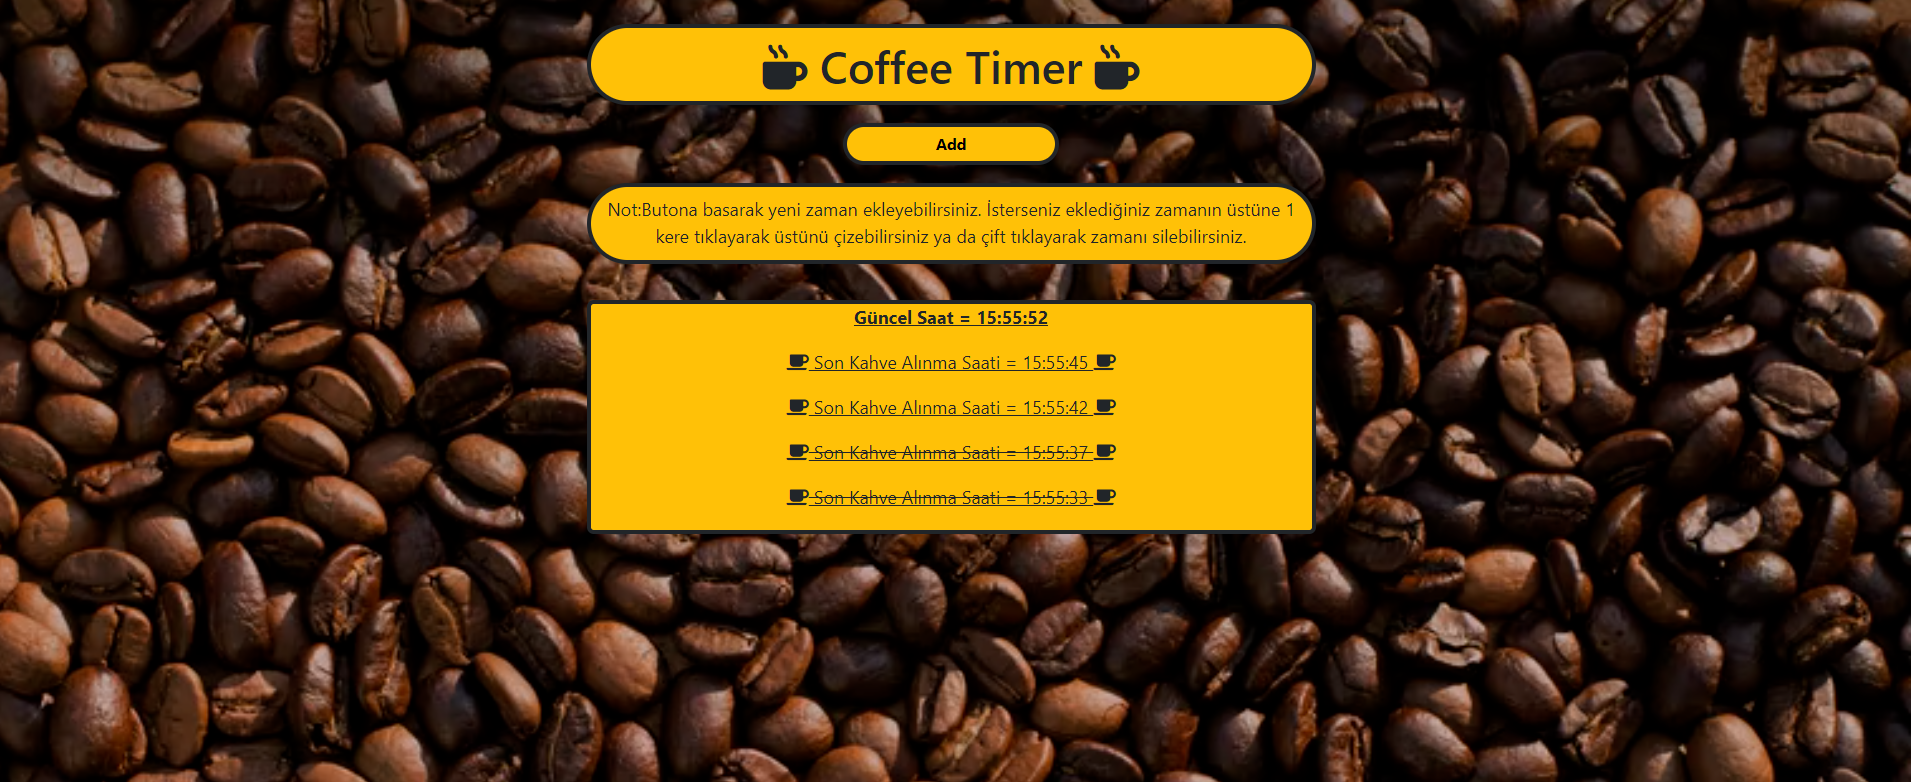 Coffee Timer
Add
Not:Butona basarak yeni zaman ekleyebilirsiniz. İsterseniz eklediğiniz zamanın üstüne 1
kere tıklayarak üstünü çizebilirsiniz ya da çift tıklayarak zamanı silebilirsiniz.
Güncel Saat = 15:55:52
Son Kahve Alınma Saati = 15:55:45
Son Kahve Alınma Saati = 15:55:42
Son Kahve Alınma Saati = 15:55:37
Son Kahve Alınma Saati = 15:55:33